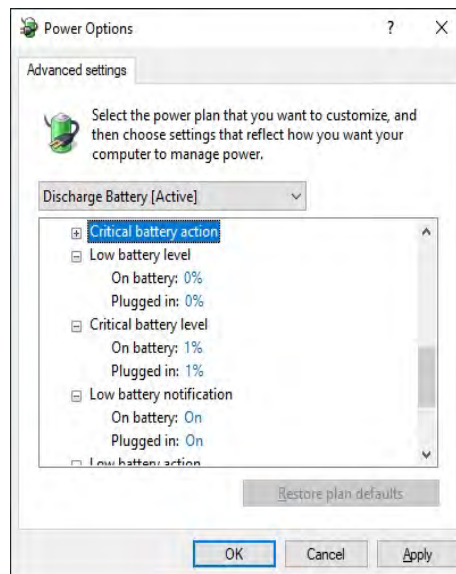 Power Options
Advanced settings
Select the power plan that you want to customize, and
then choose settings that reflect how you want your
computer to manage power.
Discharge Battery [Active]
Critical battery action
Low battery level
On battery: 0%
Plugged in: 0%
Critical battery level
On battery: 1%
Plugged in: 1%
Low battery notification
On battery: On
Plugged in: On
Low battery action
Restore plan defaults
OK Cancel Apply